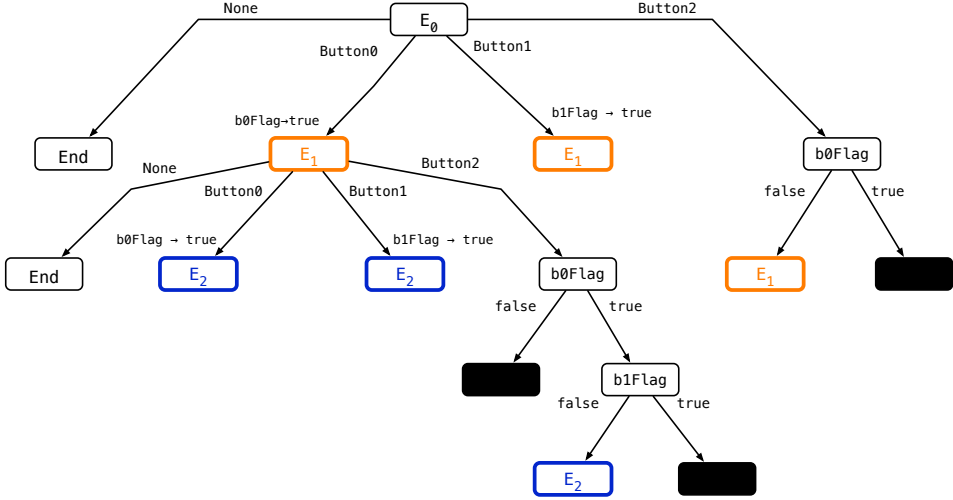 None
Button2
E0
Button0
Button1
b0Flag→true
b1Flag → true
End
E1
E1
b0Flag
None
Button0
Button1
Button2
false
true
b0Flag → true
b1Flag → true
End
E2
E2
b0Flag
E1
false
true
b1Flag
false
true
E2